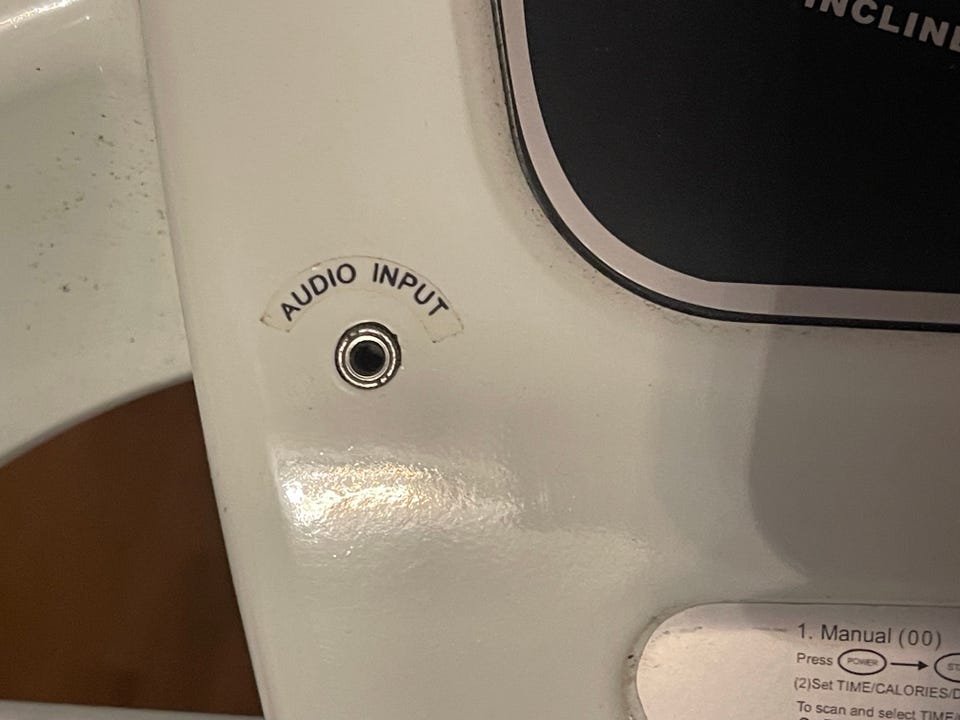 INCLINE
AUDIO INPUT
1. Manual (00)
Press POWER
(2)Set TIME/CALORIES/D
To scan and select TIME/